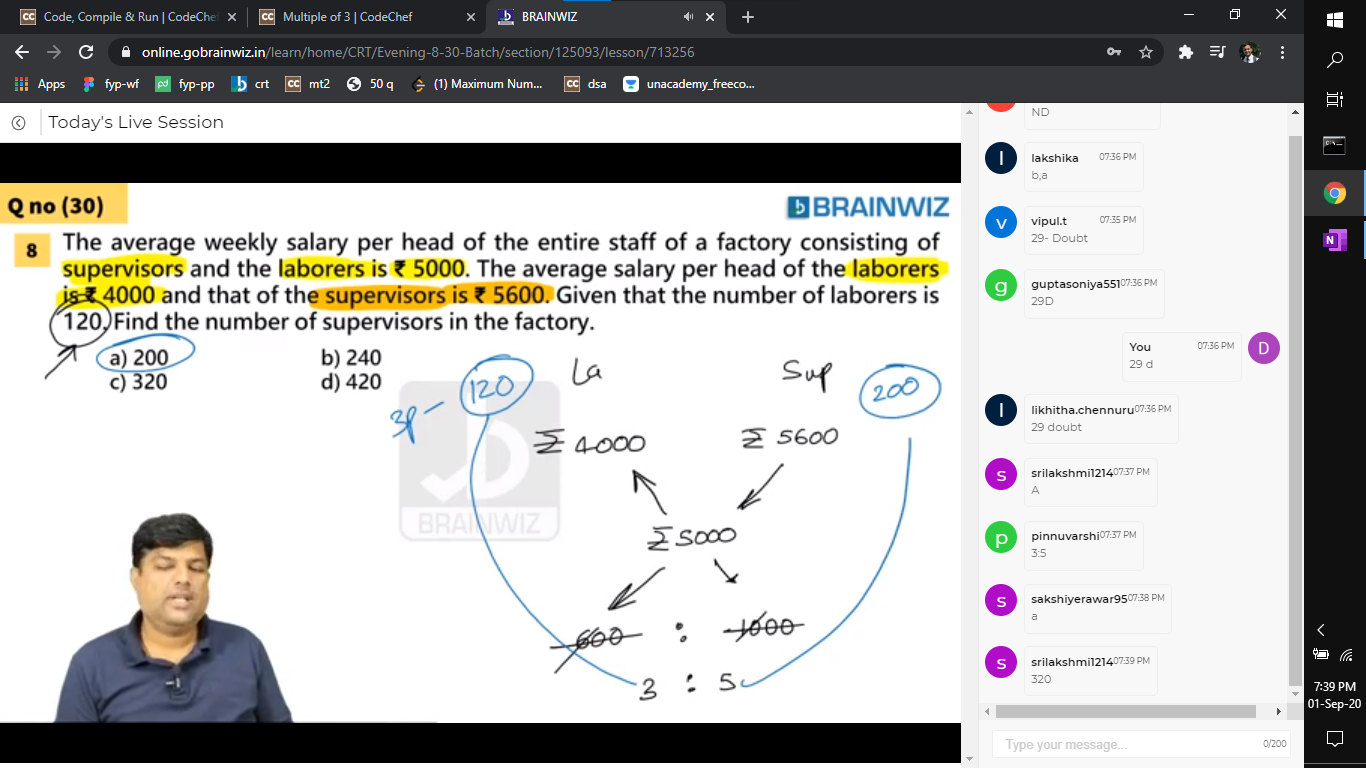 Code, Compile & Run | CodeChef
Multiple of 3 | CodeChef
BRAINWIZ
online.gobrainwiz.in/learn/home/CRT/Evening-8-30-Batch/section/125093/lesson/713256
Apps fyp-wf fyp-pp crt mt2 50 q (1) Maximum Num... dsa unacademy_freeco...
Today's Live Session
Q no (30)
BRAINWIZ
8
The average weekly salary per head of the entire staff of a factory consisting of
supervisors and the laborers is ₹ 5000. The average salary per head of the laborers
is ₹ 4000 and that of the supervisors is ₹ 5600. Given that the number of laborers is
120. Find the number of supervisors in the factory.
a) 200 b) 240
c) 320 d) 420
120 La Sup 200
3p -
₹ 4000 ₹ 5600
BRAINWIZ
₹ 5000
600 : 1000
3 : 5
ND
lakshika 07:36 PM
b,a
vipul.t 07:35 PM
29- Doubt
guptasoniya551 07:36 PM
29D
You 07:36 PM
29 d
likhitha.chennuru 07:36 PM
29 doubt
srilakshmi1214 07:37 PM
A
pinnuvarshi 07:37 PM
3:5
sakshiyerawar95 07:38 PM
a
srilakshmi1214 07:39 PM
320
Type your message... 0/200
7:39 PM
01-Sep-20